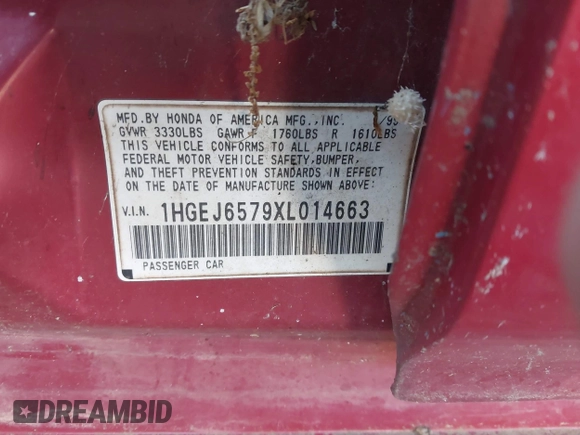 MFD.BY HONDA OF AMERICA MFG.,INC. /99
GVWR 3330LBS GAWR F 1760LBS R 1610LBS
THIS VEHICLE CONFORMS TO ALL APPLICABLE
FEDERAL MOTOR VEHICLE SAFETY,BUMPER,
AND THEFT PREVENTION STANDARDS IN EFFECT
ON THE DATE OF MANUFACTURE SHOWN ABOVE:
V.I.N. 1HGEJ6579XL014663
PASSENGER CAR
DREAMBID